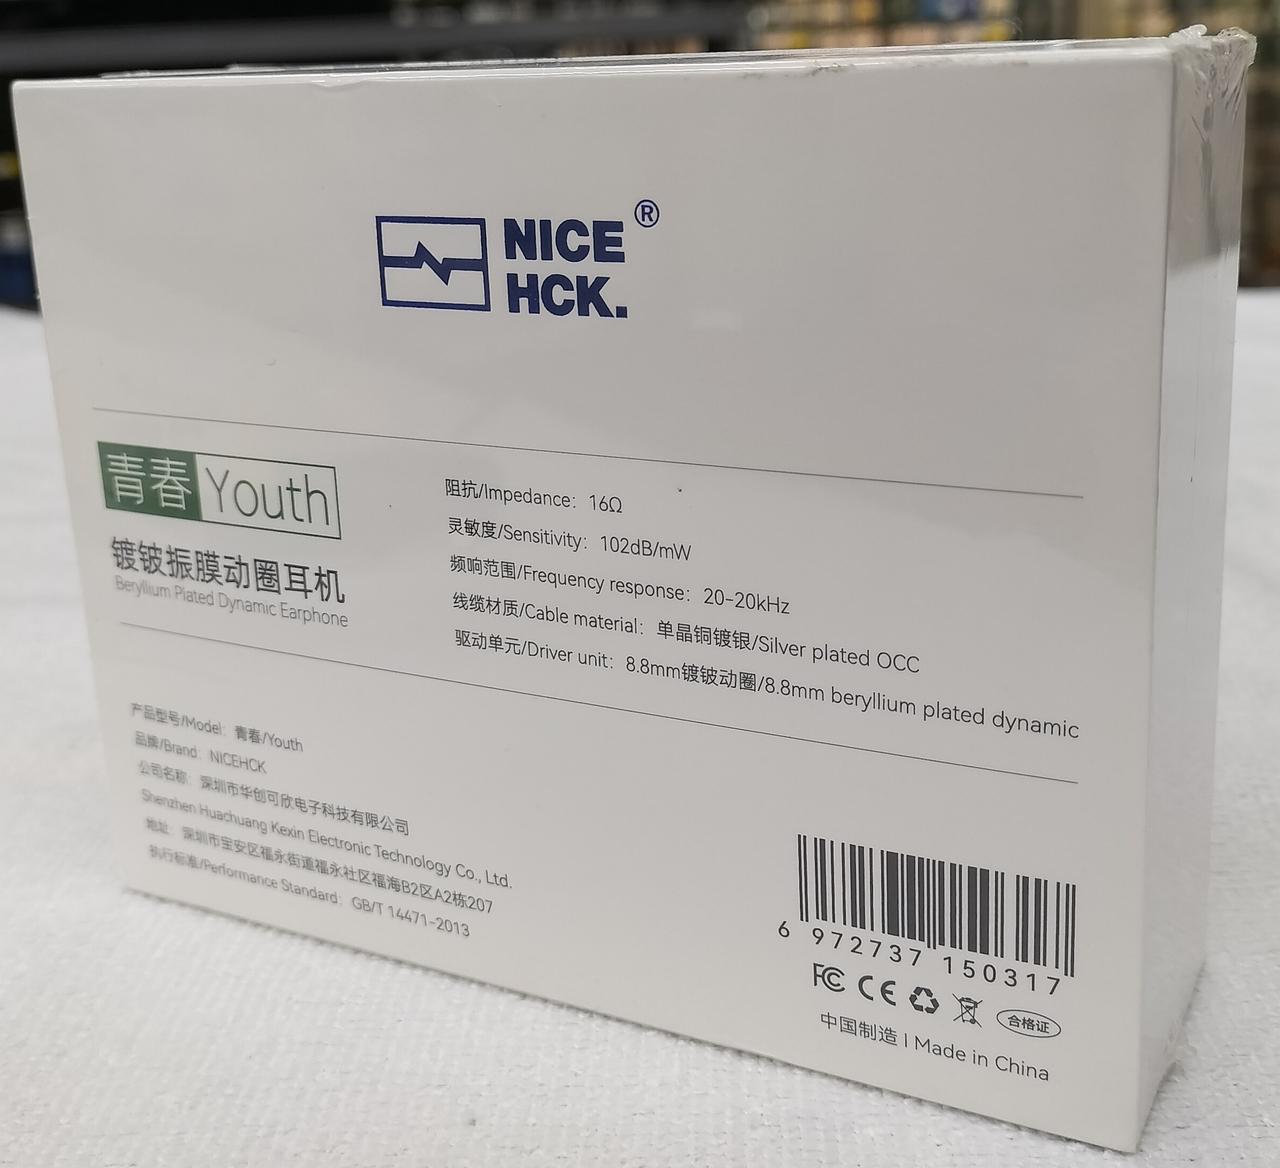 NICE ®
HCK.
青春 Youth
镀铍振膜动圈耳机
Beryllium Plated Dynamic Earphone
阻抗/Impedance：16Ω
灵敏度/Sensitivity：102dB/mW
频响范围/Frequency response：20-20kHz
线缆材质/Cable material：单晶铜镀银/Silver plated OCC
驱动单元/Driver unit：8.8mm镀铍动圈/8.8mm beryllium plated dynamic
产品型号/Model：青春/Youth
品牌/Brand：NICEHCK
公司名称：深圳市华创可欣电子科技有限公司
Shenzhen Huachuang Kexin Electronic Technology Co., Ltd.
地址：深圳市宝安区福永街道福永社区福海B2区A2栋207
执行标准/Performance Standard：GB/T 14471-2013
6 972737 150317
FC CE 合格证
中国制造 | Made in China